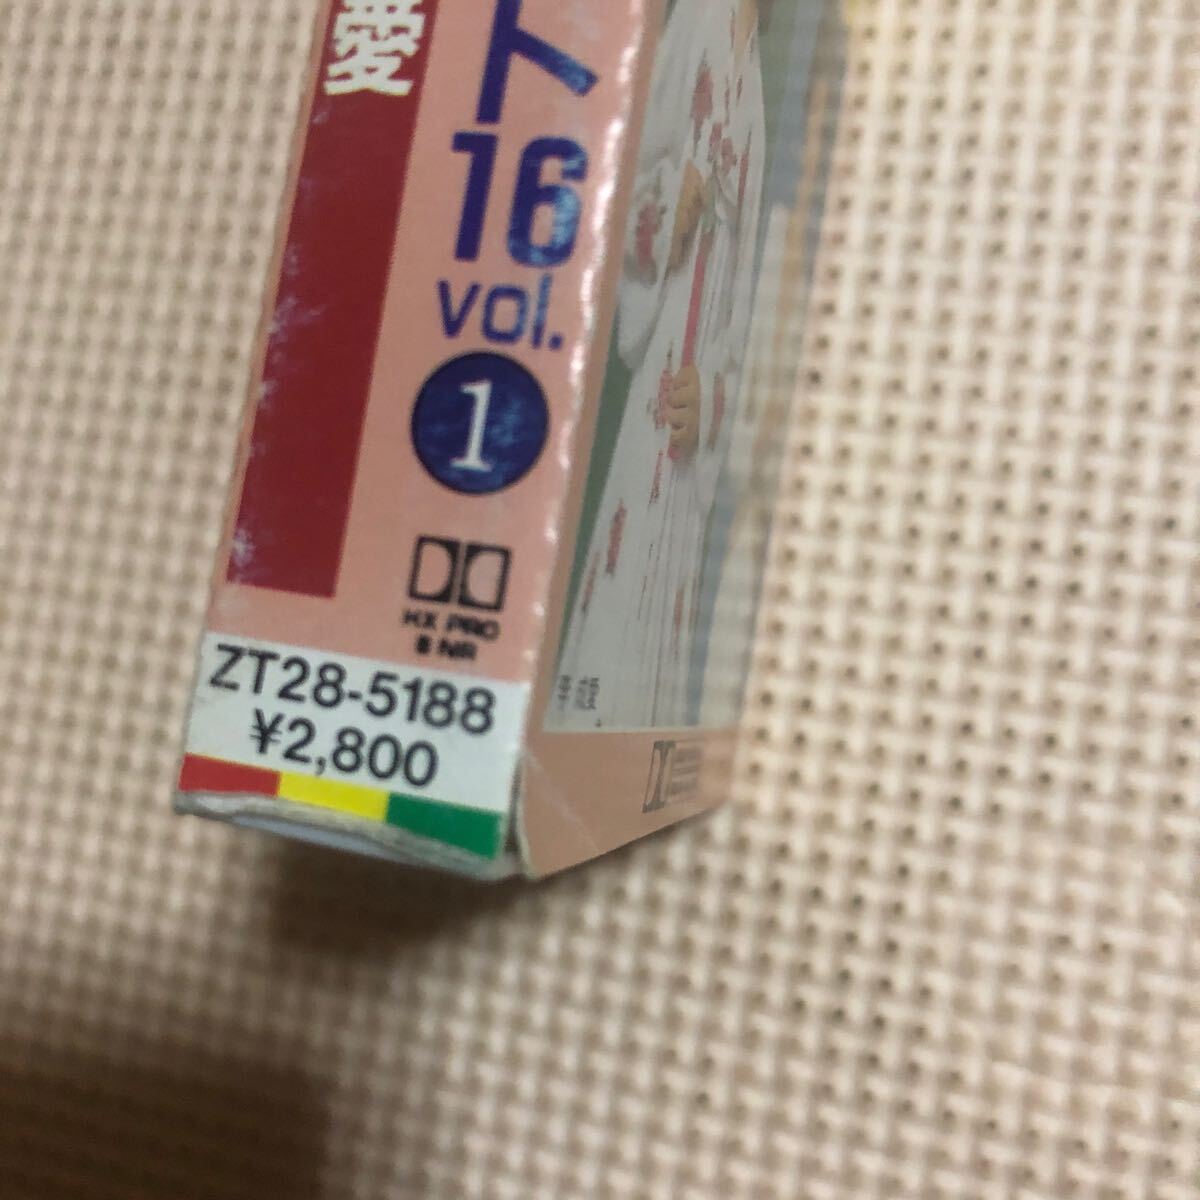 愛
ト
16
vol.
1
HX PRO
B NR
ZT28-5188
¥2,800